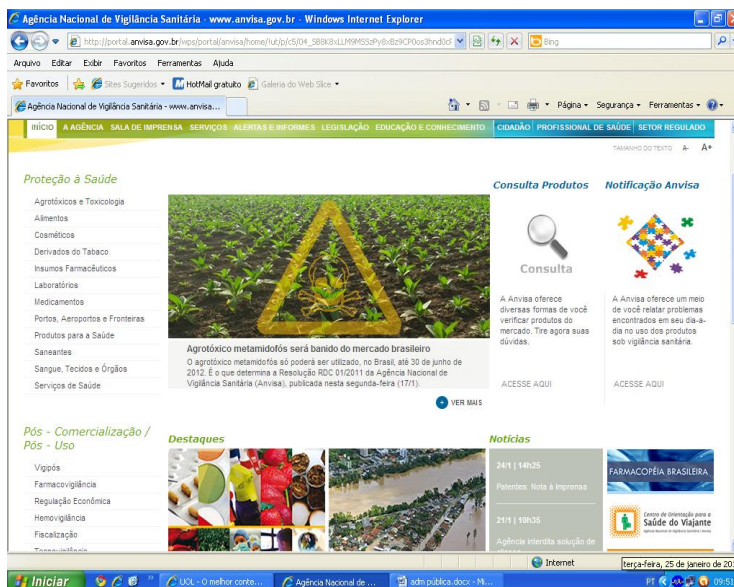 Agência Nacional de Vigilância Sanitária - www.anvisa.gov.br - Windows Internet Explorer
Bing
Arquivo Editar Exibir Favoritos Ferramentas Ajuda
Favoritos Sites Sugeridos HotMail gratuito Galeria do Web Slice
Agência Nacional de Vigilância Sanitária - www.anvisa...
Página Segurança Ferramentas
INÍCIO A AGÊNCIA SALA DE IMPRENSA SERVIÇOS ALERTAS E INFORMES LEGISLAÇÃO EDUCAÇÃO E CONHECIMENTO CIDADÃO PROFISSIONAL DE SAÚDE SETOR REGULADO
TAMANHO DO TEXTO A- A+
Proteção à Saúde
Agrotóxicos e Toxicologia
Alimentos
Cosméticos
Derivados do Tabaco
Insumos Farmacêuticos
Laboratórios
Medicamentos
Portos, Aeroportos e Fronteiras
Produtos para a Saúde
Saneantes
Sangue, Tecidos e Órgãos
Serviços de Saúde
Agrotóxico metamidofós será banido do mercado brasileiro
O agrotóxico metamidofós só poderá ser utilizado, no Brasil, até 30 de junho de
2012. É o que determina a Resolução RDC 01/2011 da Agência Nacional de
Vigilância Sanitária (Anvisa), publicada nesta segunda-feira (17/1).
VER MAIS
Consulta Produtos
Consulta
A Anvisa oferece
diversas formas de você
verificar produtos do
mercado. Tire agora suas
dúvidas.
ACESSE AQUI
Notificação Anvisa
A Anvisa oferece um meio
de você relatar problemas
encontrados em seu dia-a-
dia no uso dos produtos
sob vigilância sanitária.
ACESSE AQUI
Pós - Comercialização /
Pós - Uso
Vigipós
Farmacovigilância
Regulação Econômica
Hemovigilância
Fiscalização
Destaques
Notícias
24/1 | 14h25
Patentes: Nota à Imprensa
21/1 | 10h35
Agência interdita solução de
FARMACOPÉIA BRASILEIRA
Centro de Orientação para a
Saúde do Viajante
Internet
terça-feira, 25 de janeiro de 20
Iniciar
UOL - O melhor conte...
Agência Nacional de ...
adm pública.docx - Mi...
PT
09:51